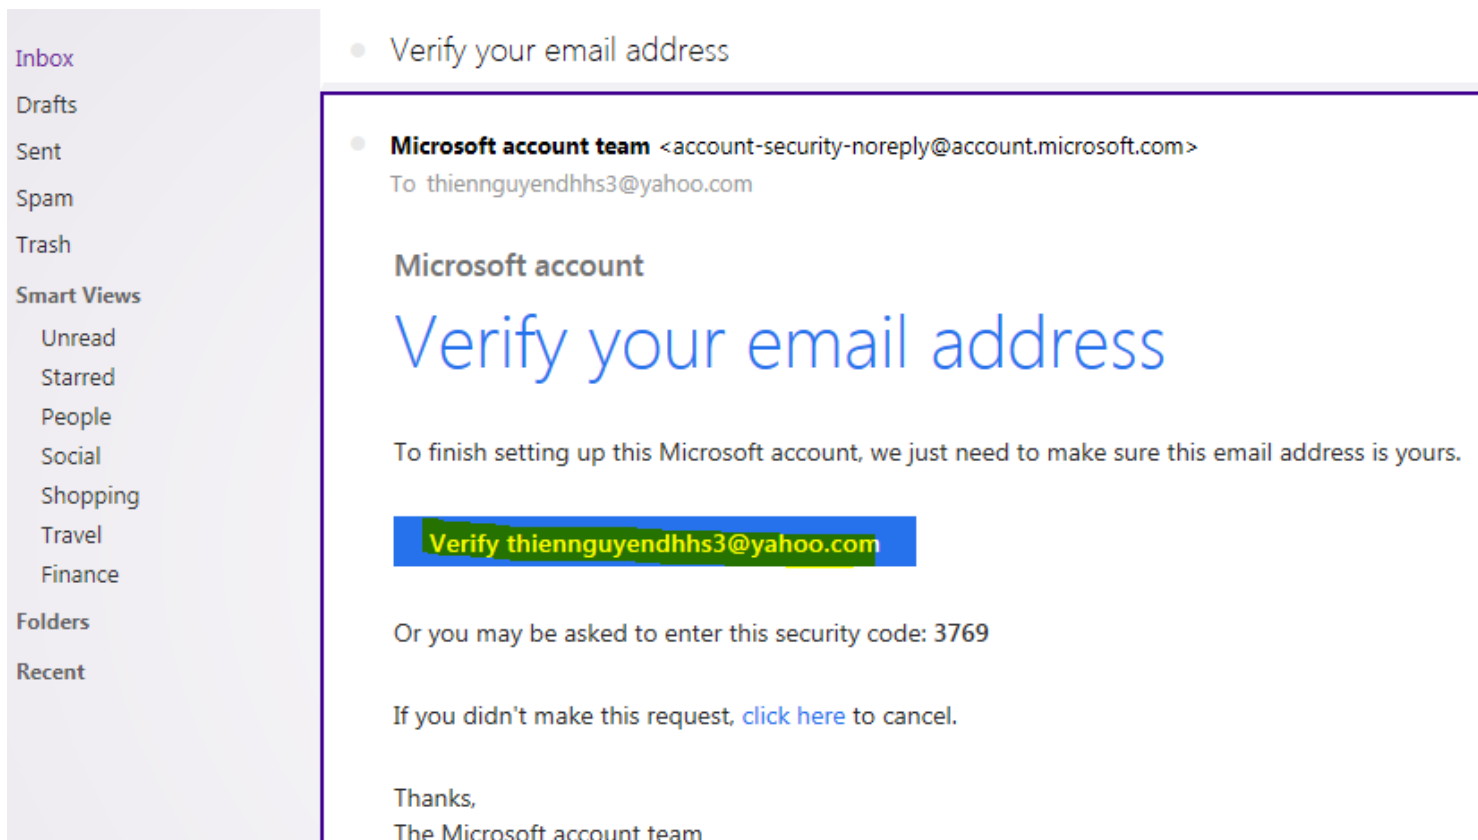 Inbox
Drafts
Sent
Spam
Trash
Smart Views
Unread
Starred
People
Social
Shopping
Travel
Finance
Folders
Recent
Verify your email address
Microsoft account team <account-security-noreply@account.microsoft.com>
To thiennguyendhhs3@yahoo.com
Microsoft account
Verify your email address
To finish setting up this Microsoft account, we just need to make sure this email address is yours.
Verify thiennguyendhhs3@yahoo.com
Or you may be asked to enter this security code: 3769
If you didn't make this request, click here to cancel.
Thanks,
The Microsoft account team